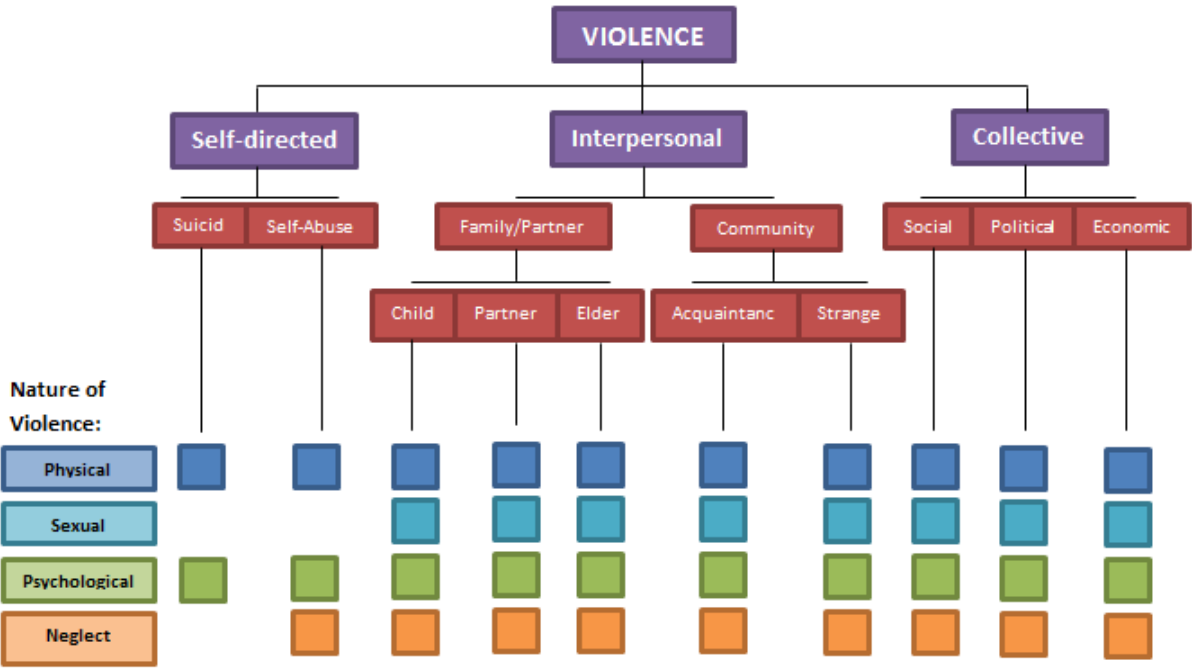 VIOLENCE
Self-directed
Interpersonal
Collective
Suicid
Self-Abuse
Family/Partner
Community
Social
Political
Economic
Child
Partner
Elder
Acquaintanc
Strange
Nature of
Violence:
Physical
Sexual
Psychological
Neglect